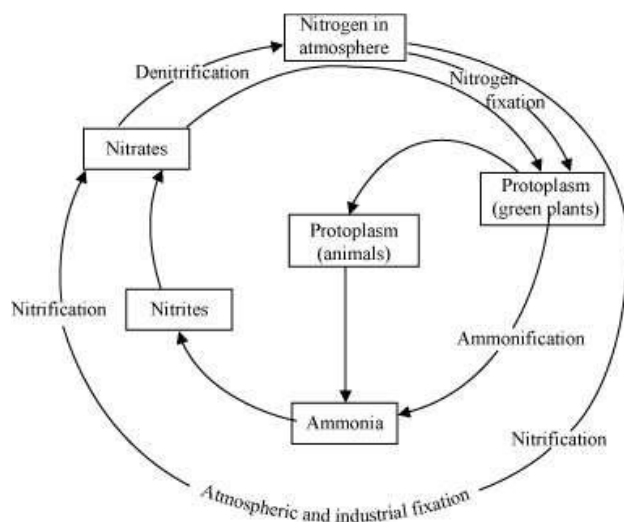 Nitrogen in
atmosphere
Denitrification
Nitrogen
fixation
Nitrates
Protoplasm
(green plants)
Protoplasm
(animals)
Nitrification
Nitrites
Ammonification
Ammonia
Nitrification
Atmospheric and industrial fixation